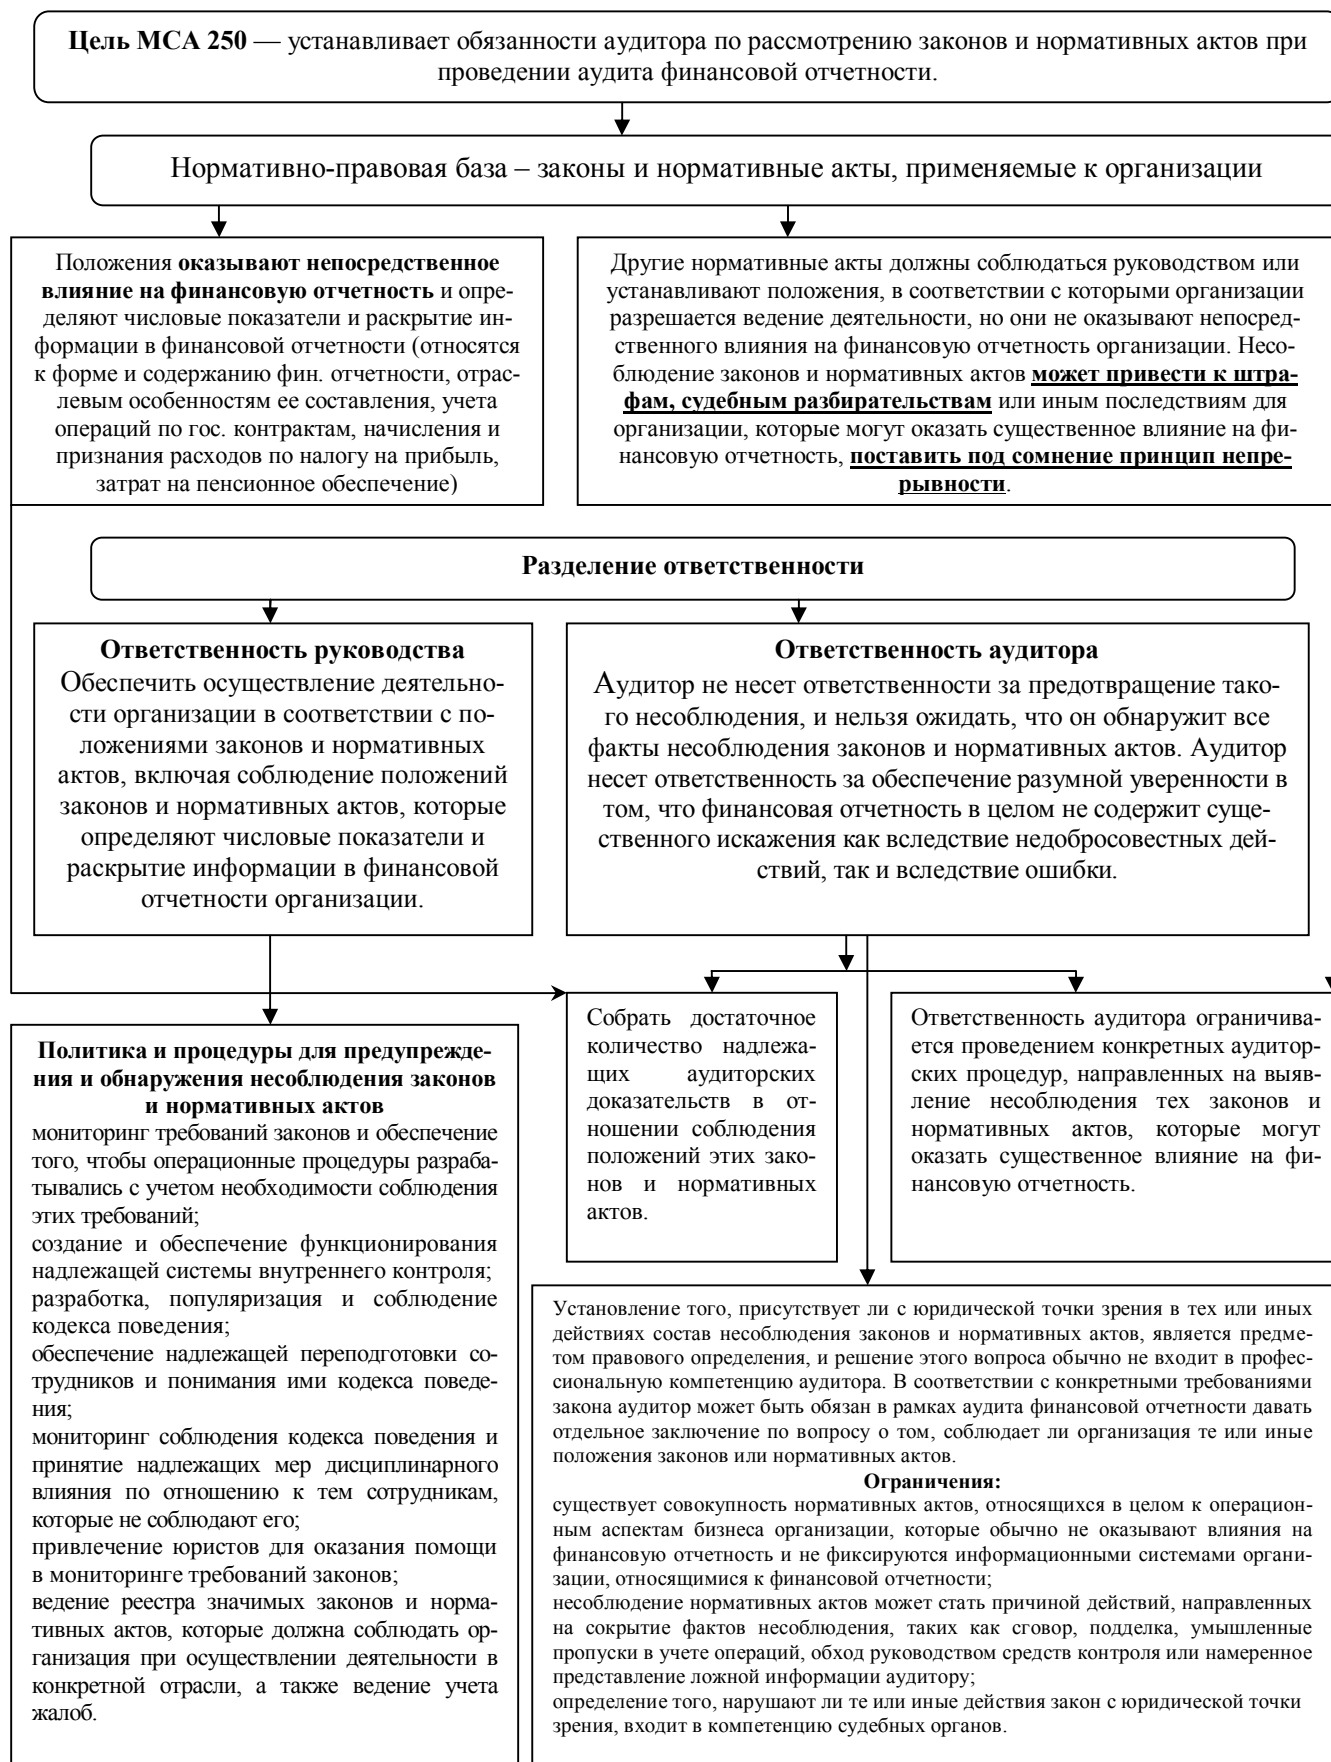 Цель МСА 250 — устанавливает обязанности аудитора по рассмотрению законов и нормативных актов при
проведении аудита финансовой отчетности.
Нормативно-правовая база – законы и нормативные акты, применяемые к организации
Положения оказывают непосредственное
влияние на финансовую отчетность и опре-
деляют числовые показатели и раскрытие ин-
формации в финансовой отчетности (относятся
к форме и содержанию фин. отчетности, отрас-
левым особенностям ее составления, учета
операций по гос. контрактам, начисления и
признания расходов по налогу на прибыль,
затрат на пенсионное обеспечение)
Другие нормативные акты должны соблюдаться руководством или
устанавливают положения, в соответствии с которыми организации
разрешается ведение деятельности, но они не оказывают непосред-
ственного влияния на финансовую отчетность организации. Несо-
блюдение законов и нормативных актов может привести к штра-
фам, судебным разбирательствам или иным последствиям для
организации, которые могут оказать существенное влияние на фи-
нансовую отчетность, поставить под сомнение принцип непре-
рывности.
Разделение ответственности
Ответственность руководства
Обеспечить осуществление деятельно-
сти организации в соответствии с по-
ложениями законов и нормативных
актов, включая соблюдение положений
законов и нормативных актов, которые
определяют числовые показатели и
раскрытие информации в финансовой
отчетности организации.
Ответственность аудитора
Аудитор не несет ответственности за предотвращение тако-
го несоблюдения, и нельзя ожидать, что он обнаружит все
факты несоблюдения законов и нормативных актов. Аудитор
несет ответственность за обеспечение разумной уверенности в
том, что финансовая отчетность в целом не содержит суще-
ственного искажения как вследствие недобросовестных дей-
ствий, так и вследствие ошибки.
Политика и процедуры для предупрежде-
ния и обнаружения несоблюдения законов
и нормативных актов
мониторинг требований законов и обеспечение
того, чтобы операционные процедуры разраба-
тывались с учетом необходимости соблюдения
этих требований;
создание и обеспечение функционирования
надлежащей системы внутреннего контроля;
разработка, популяризация и соблюдение
кодекса поведения;
обеспечение надлежащей переподготовки со-
трудников и понимания ими кодекса поведе-
ния;
мониторинг соблюдения кодекса поведения и
принятие надлежащих мер дисциплинарного
влияния по отношению к тем сотрудникам,
которые не соблюдают его;
привлечение юристов для оказания помощи
в мониторинге требований законов;
ведение реестра значимых законов и норма-
тивных актов, которые должна соблюдать ор-
ганизация при осуществлении деятельности в
конкретной отрасли, а также ведение учета
жалоб.
Собрать достаточное
количество надлежа-
щих аудиторских
доказательств в от-
ношении соблюдения
положений этих зако-
нов и нормативных
актов.
Ответственность аудитора ограничива-
ется проведением конкретных аудитор-
ских процедур, направленных на выяв-
ление несоблюдения тех законов и
нормативных актов, которые могут
оказать существенное влияние на фи-
нансовую отчетность.
Установление того, присутствует ли с юридической точки зрения в тех или иных
действиях состав несоблюдения законов и нормативных актов, является предме-
том правового определения, и решение этого вопроса обычно не входит в профес-
сиональную компетенцию аудитора. В соответствии с конкретными требованиями
закона аудитор может быть обязан в рамках аудита финансовой отчетности давать
отдельное заключение по вопросу о том, соблюдает ли организация те или иные
положения законов или нормативных актов.
Ограничения:
существует совокупность нормативных актов, относящихся в целом к операцион-
ным аспектам бизнеса организации, которые обычно не оказывают влияния на
финансовую отчетность и не фиксируются информационными системами органи-
зации, относящимися к финансовой отчетности;
несоблюдение нормативных актов может стать причиной действий, направленных
на сокрытие фактов несоблюдения, таких как сговор, подделка, умышленные
пропуски в учете операций, обход руководством средств контроля или намеренное
представление ложной информации аудитору;
определение того, нарушают ли те или иные действия закон с юридической точки
зрения, входит в компетенцию судебных органов.